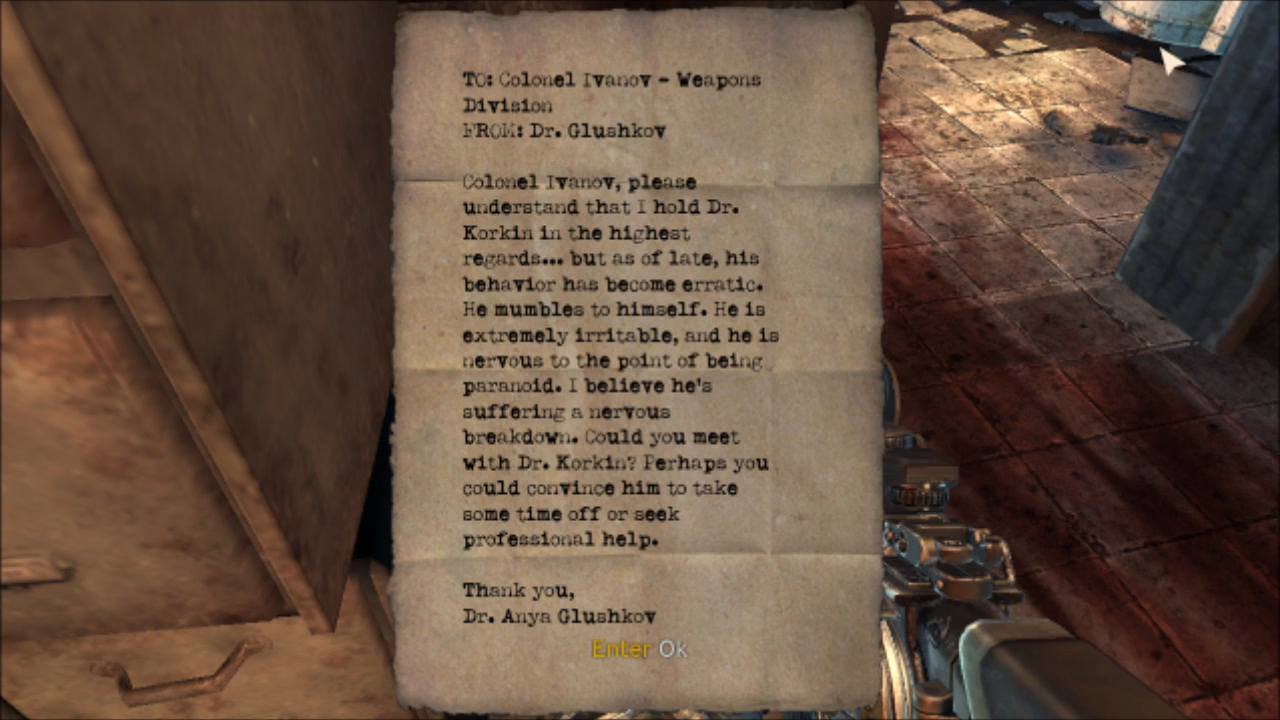 TO: Colonel Ivanov - Weapons
Division
FROM: Dr. Glushkov
Colonel Ivanov, please
understand that I hold Dr.
Korkin in the highest
regards... but as of late, his
behavior has become erratic.
He mumbles to himself. He is
extremely irritable, and he is
nervous to the point of being
paranoid. I believe he's
suffering a nervous
breakdown. Could you meet
with Dr. Korkin? Perhaps you
could convince him to take
some time off or seek
professional help.
Thank you,
Dr. Anya Glushkov
Enter Ok